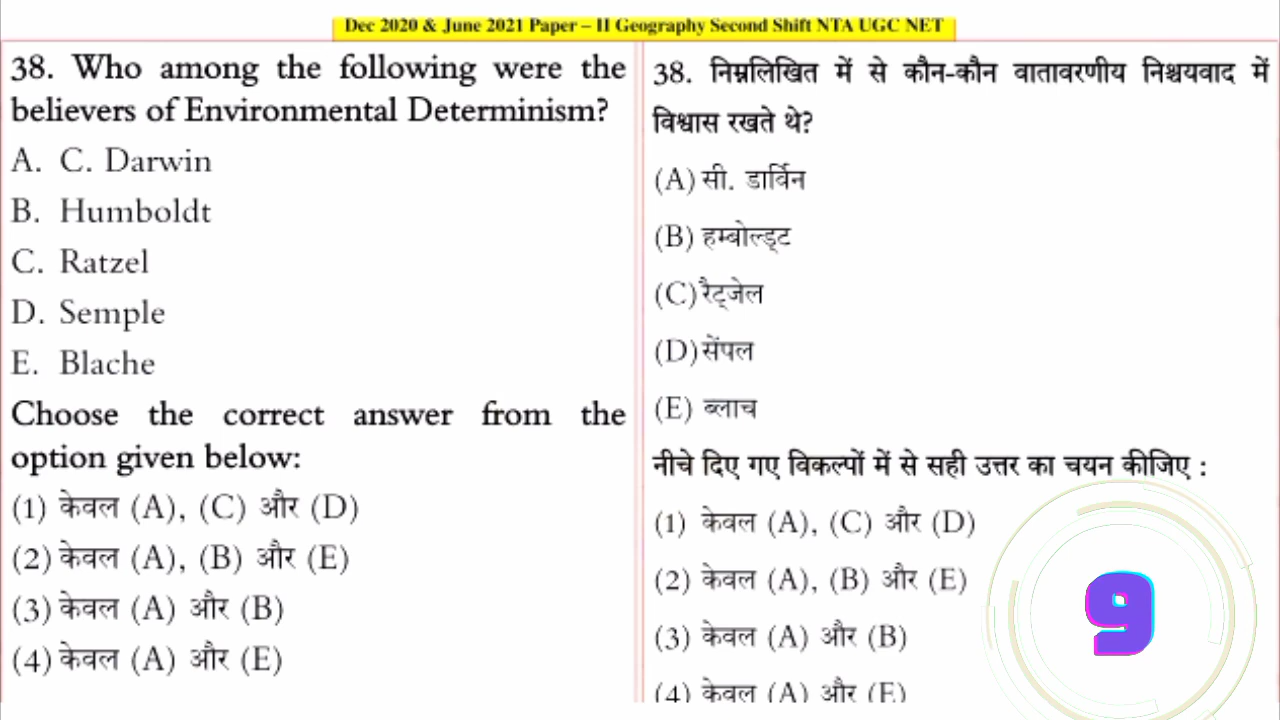 Dec 2020 & June 2021 Paper – II Geography Second Shift NTA UGC NET
38. Who among the following were the
believers of Environmental Determinism?
A. C. Darwin
B. Humboldt
C. Ratzel
D. Semple
E. Blache
Choose the correct answer from the
option given below:
(1) केवल (A), (C) और (D)
(2) केवल (A), (B) और (E)
(3) केवल (A) और (B)
(4) केवल (A) और (E)
38. निम्नलिखित में से कौन-कौन वातावरणीय निश्चयवाद में
विश्वास रखते थे?
(A) सी. डार्विन
(B) हम्बोल्ड्ट
(C) रैट्जेल
(D) सेंपल
(E) ब्लाच
नीचे दिए गए विकल्पों में से सही उत्तर का चयन कीजिए :
(1) केवल (A), (C) और (D)
(2) केवल (A), (B) और (E)
(3) केवल (A) और (B)
(4) केवल (A) और (E)
9